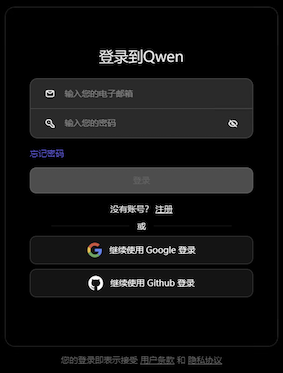 登录到Qwen
输入您的电子邮箱
输入您的密码
忘记密码
登录
没有账号？ 注册
或
继续使用 Google 登录
继续使用 Github 登录
您的登录即表示接受 用户条款 和 隐私协议